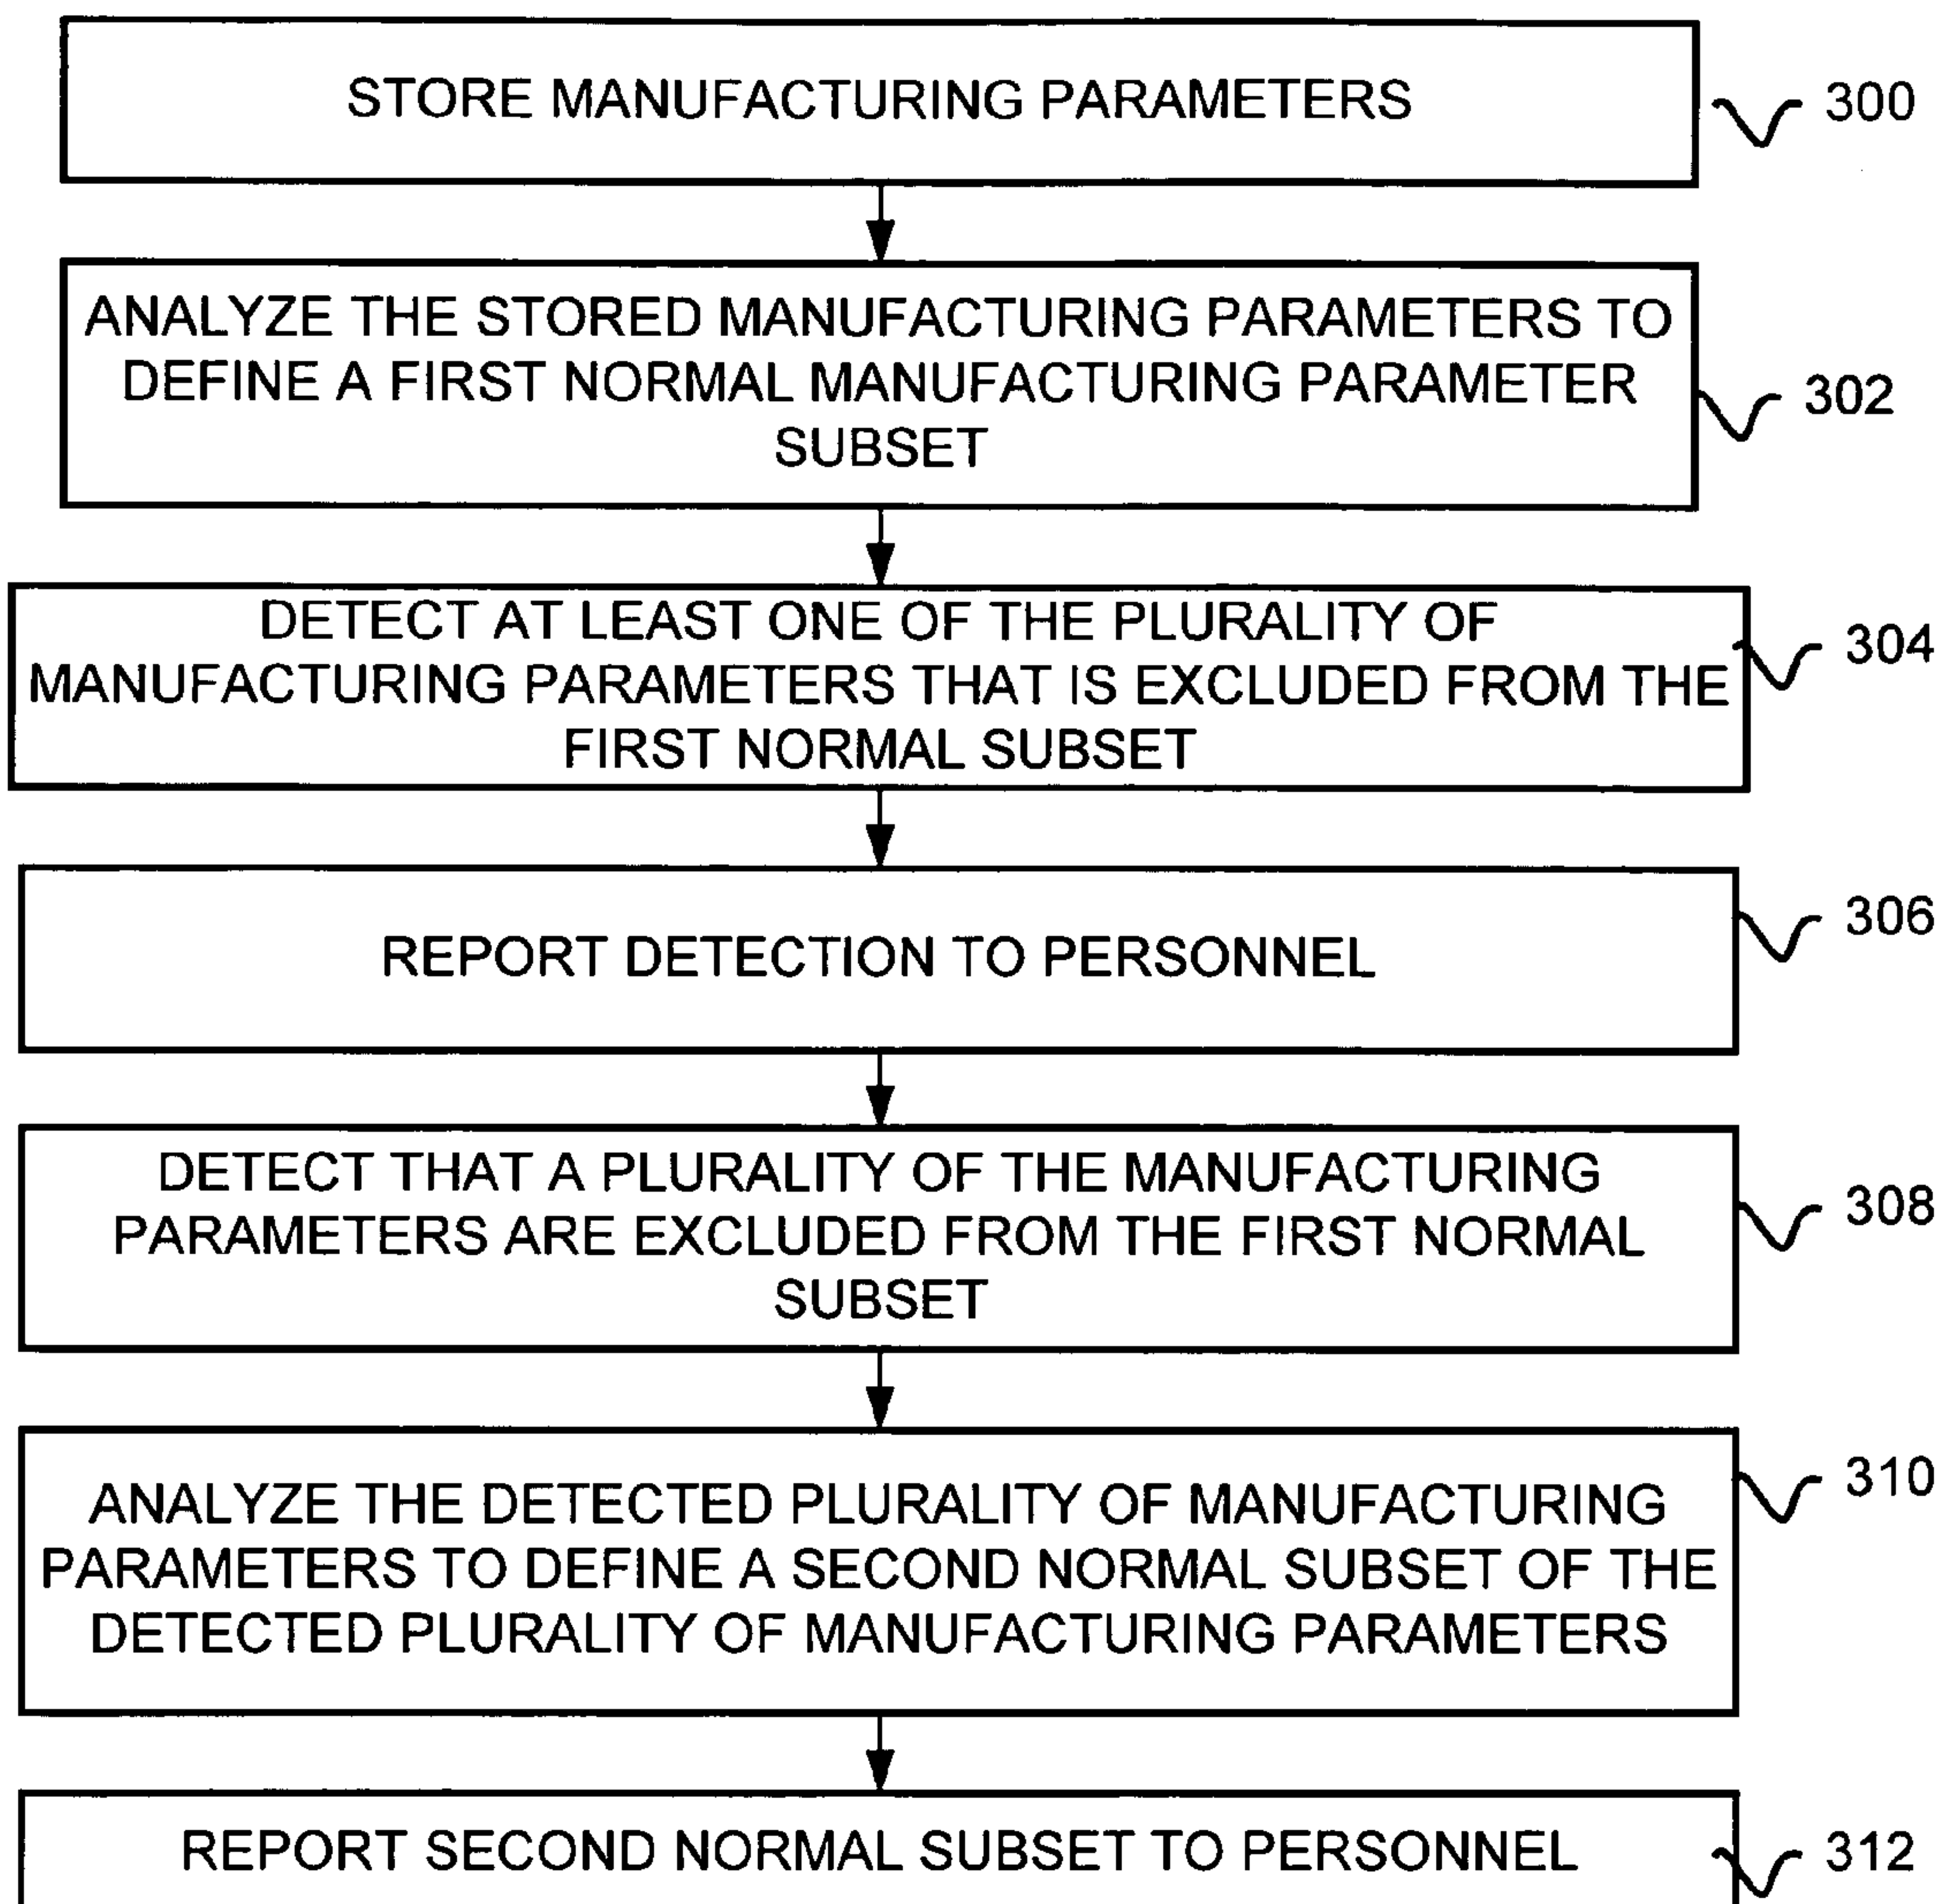 STORE MANUFACTURING PARAMETERS
300
ANALYZE THE STORED MANUFACTURING PARAMETERS TO
DEFINE A FIRST NORMAL MANUFACTURING PARAMETER
SUBSET
302
DETECT AT LEAST ONE OF THE PLURALITY OF
MANUFACTURING PARAMETERS THAT IS EXCLUDED FROM THE
FIRST NORMAL SUBSET
304
REPORT DETECTION TO PERSONNEL
306
DETECT THAT A PLURALITY OF THE MANUFACTURING
PARAMETERS ARE EXCLUDED FROM THE FIRST NORMAL
SUBSET
308
ANALYZE THE DETECTED PLURALITY OF MANUFACTURING
PARAMETERS TO DEFINE A SECOND NORMAL SUBSET OF THE
DETECTED PLURALITY OF MANUFACTURING PARAMETERS
310
REPORT SECOND NORMAL SUBSET TO PERSONNEL
312